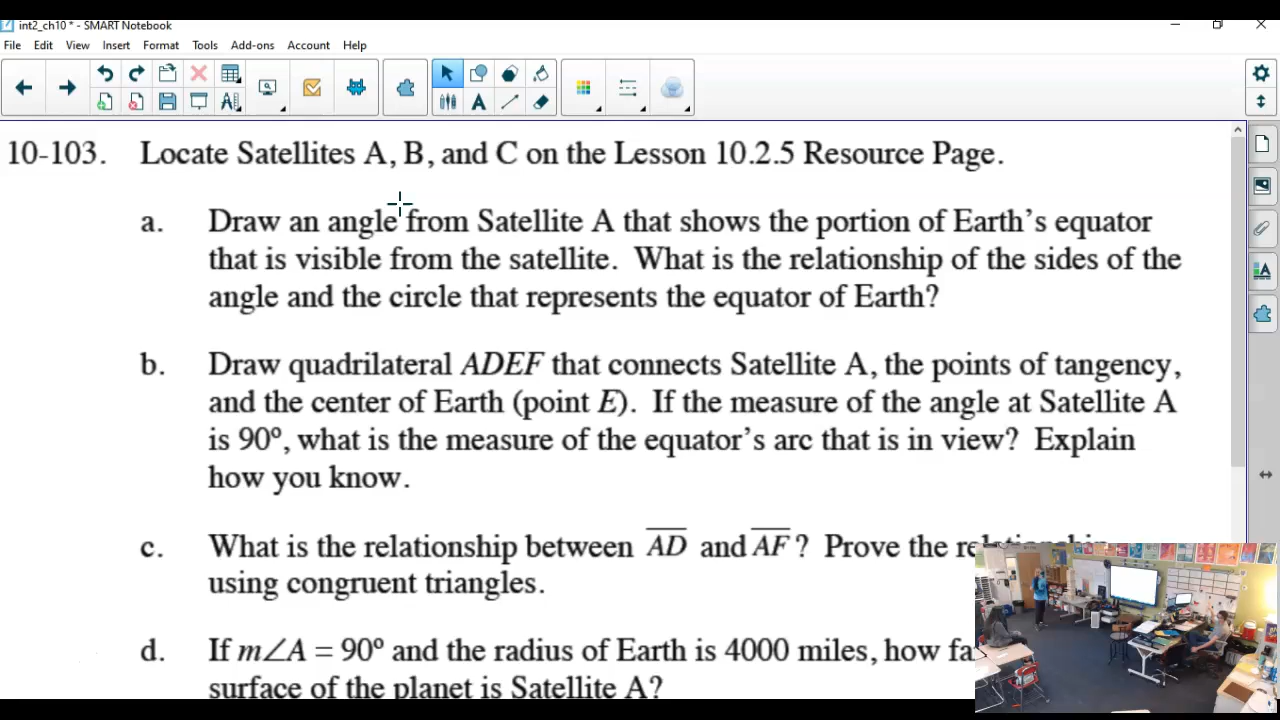 int2_ch10 * - SMART Notebook
File Edit View Insert Format Tools Add-ons Account Help
10-103. Locate Satellites A, B, and C on the Lesson 10.2.5 Resource Page.
a. Draw an angle from Satellite A that shows the portion of Earth’s equator
that is visible from the satellite. What is the relationship of the sides of the
angle and the circle that represents the equator of Earth?
b. Draw quadrilateral ADEF that connects Satellite A, the points of tangency,
and the center of Earth (point E). If the measure of the angle at Satellite A
is 90º, what is the measure of the equator’s arc that is in view? Explain
how you know.
c. What is the relationship between AD and AF? Prove the relationship
using congruent triangles.
d. If m∠A = 90º and the radius of Earth is 4000 miles, how fa
surface of the planet is Satellite A?